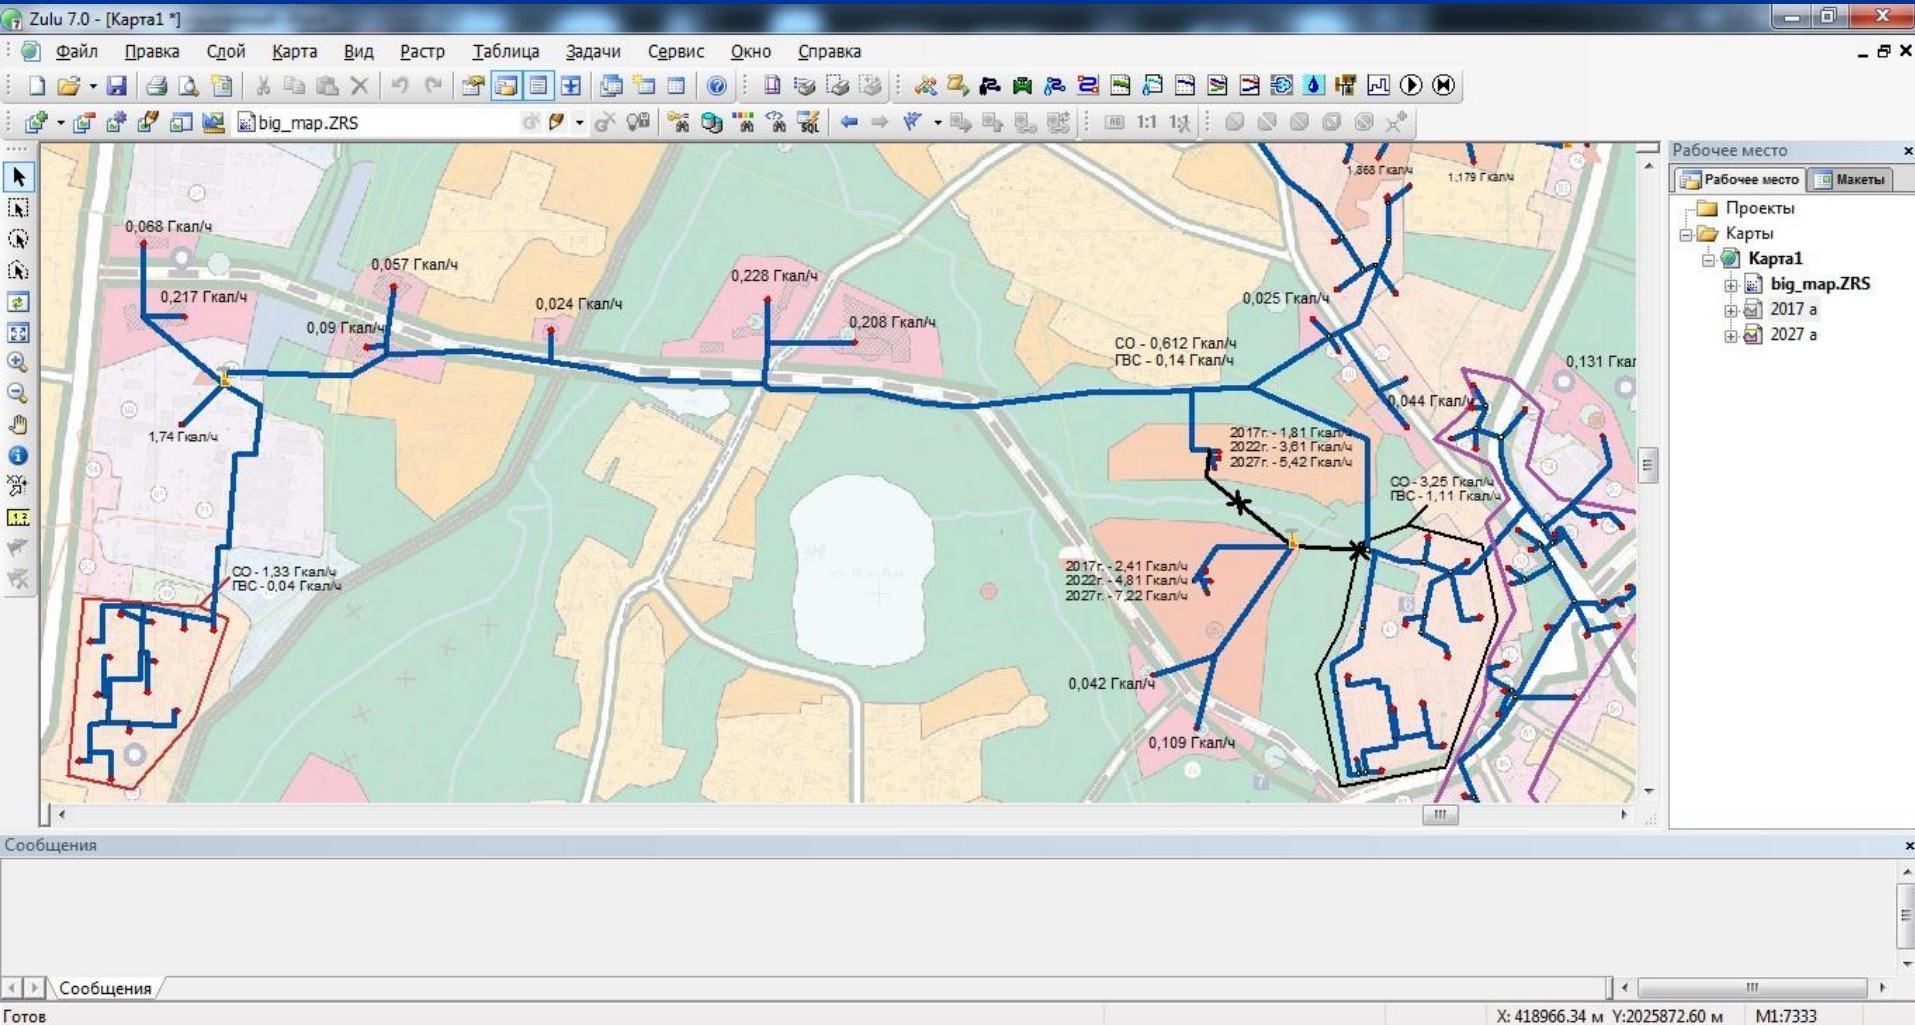 Zulu 7.0 - [Карта1 *]
Файл Правка Слой Карта Вид Растр Таблица Задачи Сервис Окно Справка
big_map.ZRS
SQL
1:1
Рабочее место
Рабочее место Макеты
Проекты
Карты
Карта1
big_map.ZRS
2017 а
2027 а
1,868 Гкал/ч
1,179 Гкал/ч
0,068 Гкал/ч
0,057 Гкал/ч
0,217 Гкал/ч
0,024 Гкал/ч
0,228 Гкал/ч
0,025 Гкал/ч
0,09 Гкал/ч
0,208 Гкал/ч
СО - 0,612 Гкал/ч
ГВС - 0,14 Гкал/ч
0,131 Гкал
0,044 Гкал/ч
1,74 Гкал/ч
2017г. - 1,81 Гкал/ч
2022г. - 3,61 Гкал/ч
2027г. - 5,42 Гкал/ч
СО - 3,25 Гкал/ч
ГВС - 1,11 Гкал/ч
СО - 1,33 Гкал/ч
ГВС - 0,04 Гкал/ч
2017г. - 2,41 Гкал/ч
2022г. - 4,81 Гкал/ч
2027г. - 7,22 Гкал/ч
6
0,042 Гкал/ч
0,109 Гкал/ч
7
Сообщения
Сообщения
Готов
X: 418966.34 м Y:2025872.60 м M1:7333